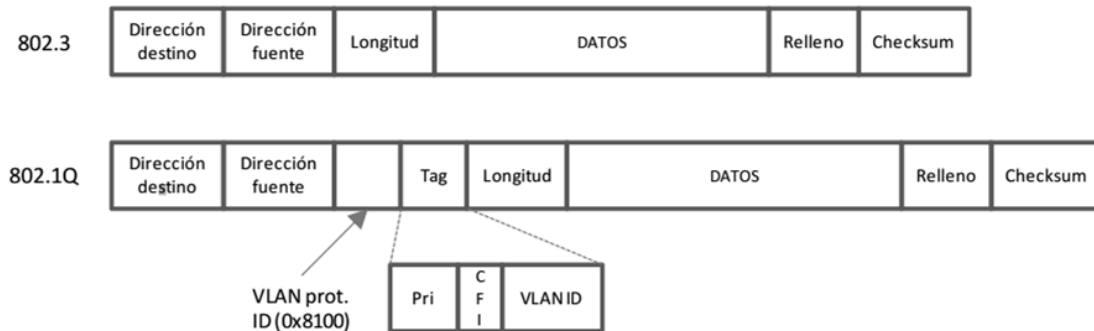 802.3
Dirección
destino
Dirección
fuente
Longitud
DATOS
Relleno
Checksum
802.1Q
Dirección
destino
Dirección
fuente
Tag
Longitud
DATOS
Relleno
Checksum
VLAN prot.
ID (0x8100)
Pri
C
F
I
VLAN ID